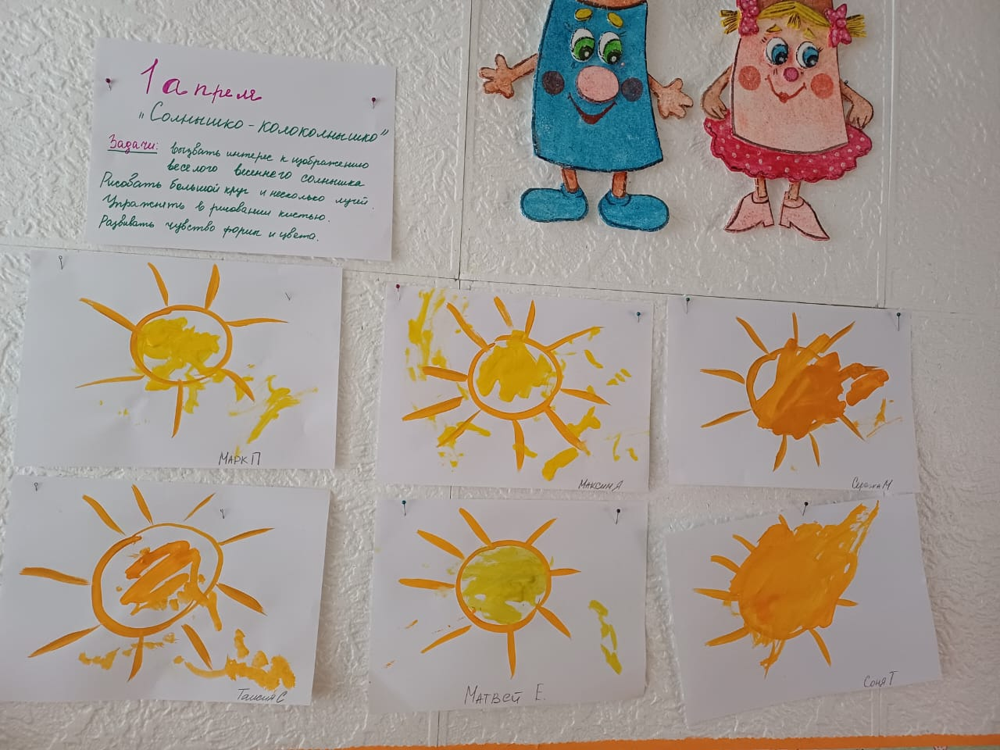 1 апреля
„Солнышко-колоколнышко"
Задачи: вызвать интерес к изображению
веселого весеннего солнышка
Рисовать большой круг и несколько лучей.
Упражнять в рисовании кистью.
Развивать чувство формы и цвета.
Марк П
Максим Я
Сережа М
Таисия С
Матвей Е.
Соня Т